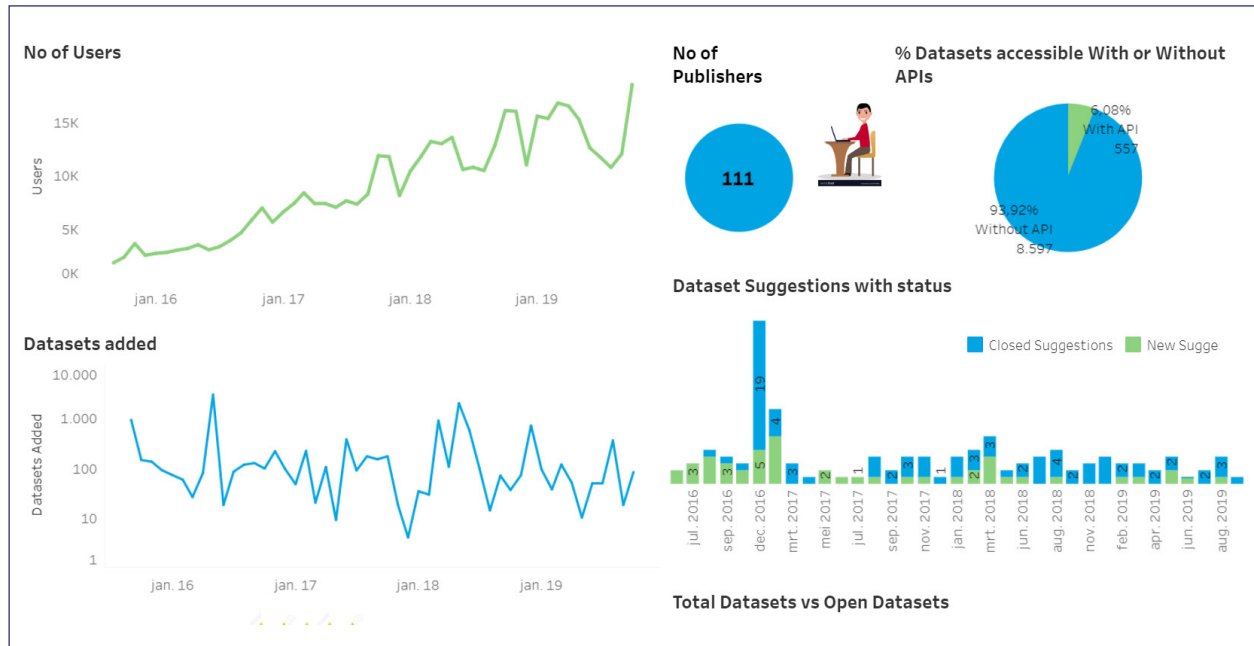 No of Users
15K
10K
5K
0K
Users
jan. 16
jan. 17
jan. 18
jan. 19
Datasets added
10.000
1.000
100
10
1
Datasets Added
jan. 16
jan. 17
jan. 18
jan. 19
No of
Publishers
111
% Datasets accessible With or Without
APIs
6,08%
With API
557
93,92%
Without API
8.597
Dataset Suggestions with status
Closed Suggestions
New Sugge
3
3
19
5
4
3
2
1
2
3
1
3
2
3
2
4
2
2
2
2
2
3
jul. 2016
sep. 2016
dec. 2016
mrt. 2017
mei 2017
jul. 2017
sep. 2017
nov. 2017
jan. 2018
mrt. 2018
jun. 2018
aug. 2018
nov. 2018
feb. 2019
apr. 2019
jun. 2019
aug. 2019
Total Datasets vs Open Datasets